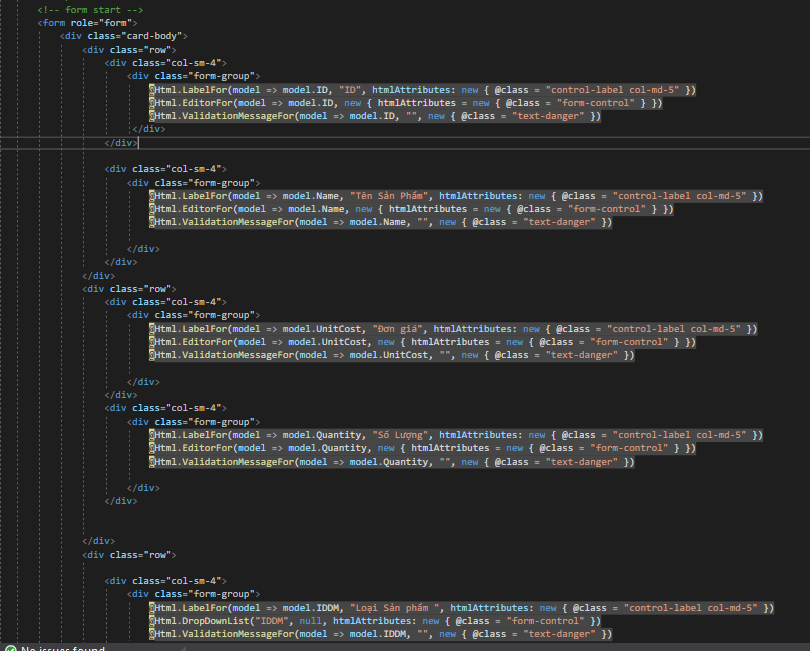 <!-- form start -->
<form role="form">
<div class="card-body">
<div class="row">
<div class="col-sm-4">
<div class="form-group">
@Html.LabelFor(model => model.ID, "ID", htmlAttributes: new { @class = "control-label col-md-5" })
@Html.EditorFor(model => model.ID, new { htmlAttributes = new { @class = "form-control" } })
@Html.ValidationMessageFor(model => model.ID, "", new { @class = "text-danger" })
</div>
</div>
<div class="col-sm-4">
<div class="form-group">
@Html.LabelFor(model => model.Name, "Tên Sản Phẩm", htmlAttributes: new { @class = "control-label col-md-5" })
@Html.EditorFor(model => model.Name, new { htmlAttributes = new { @class = "form-control" } })
@Html.ValidationMessageFor(model => model.Name, "", new { @class = "text-danger" })
</div>
</div>
</div>
<div class="row">
<div class="col-sm-4">
<div class="form-group">
@Html.LabelFor(model => model.UnitCost, "Đơn giá", htmlAttributes: new { @class = "control-label col-md-5" })
@Html.EditorFor(model => model.UnitCost, new { htmlAttributes = new { @class = "form-control" } })
@Html.ValidationMessageFor(model => model.UnitCost, "", new { @class = "text-danger" })
</div>
</div>
<div class="col-sm-4">
<div class="form-group">
@Html.LabelFor(model => model.Quantity, "Số Lượng", htmlAttributes: new { @class = "control-label col-md-5" })
@Html.EditorFor(model => model.Quantity, new { htmlAttributes = new { @class = "form-control" } })
@Html.ValidationMessageFor(model => model.Quantity, "", new { @class = "text-danger" })
</div>
</div>
</div>
<div class="row">
<div class="col-sm-4">
<div class="form-group">
@Html.LabelFor(model => model.IDDM, "Loại Sản phẩm ", htmlAttributes: new { @class = "control-label col-md-5" })
@Html.DropDownList("IDDM", null, htmlAttributes: new { @class = "form-control" })
@Html.ValidationMessageFor(model => model.IDDM, "", new { @class = "text-danger" })
No issues found